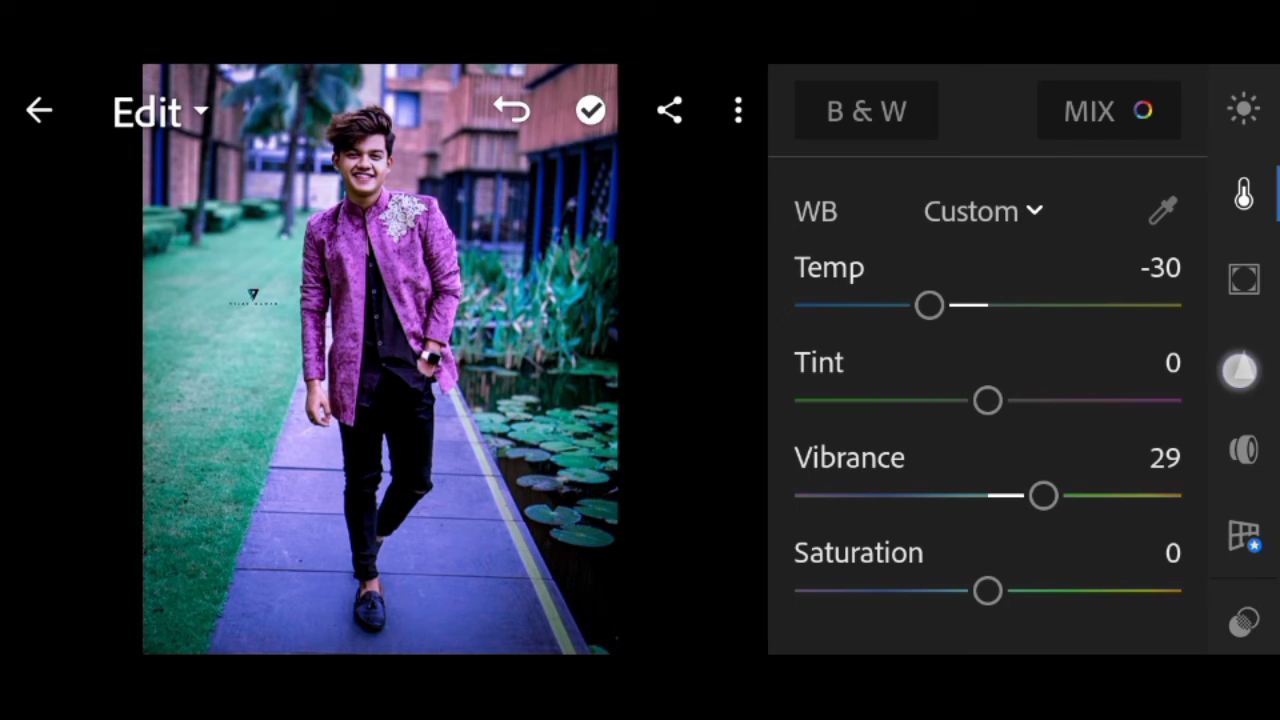 Edit
B & W
MIX
WB
Custom
Temp
-30
Tint
0
Vibrance
29
Saturation
0